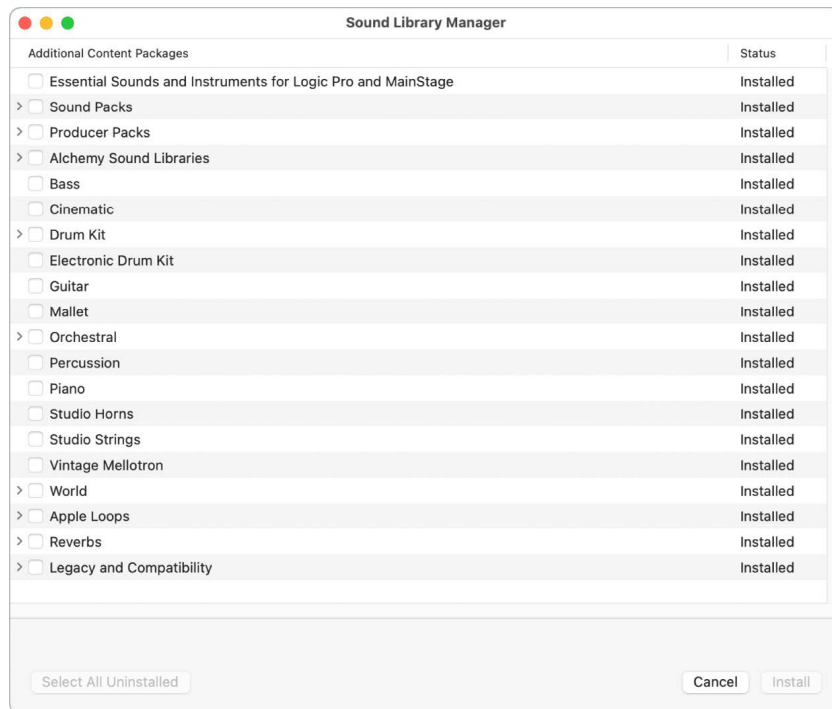 Sound Library Manager
Additional Content Packages Status
Essential Sounds and Instruments for Logic Pro and MainStage Installed
Sound Packs Installed
Producer Packs Installed
Alchemy Sound Libraries Installed
Bass Installed
Cinematic Installed
Drum Kit Installed
Electronic Drum Kit Installed
Guitar Installed
Mallet Installed
Orchestral Installed
Percussion Installed
Piano Installed
Studio Horns Installed
Studio Strings Installed
Vintage Mellotron Installed
World Installed
Apple Loops Installed
Reverbs Installed
Legacy and Compatibility Installed
Select All Uninstalled Cancel Install